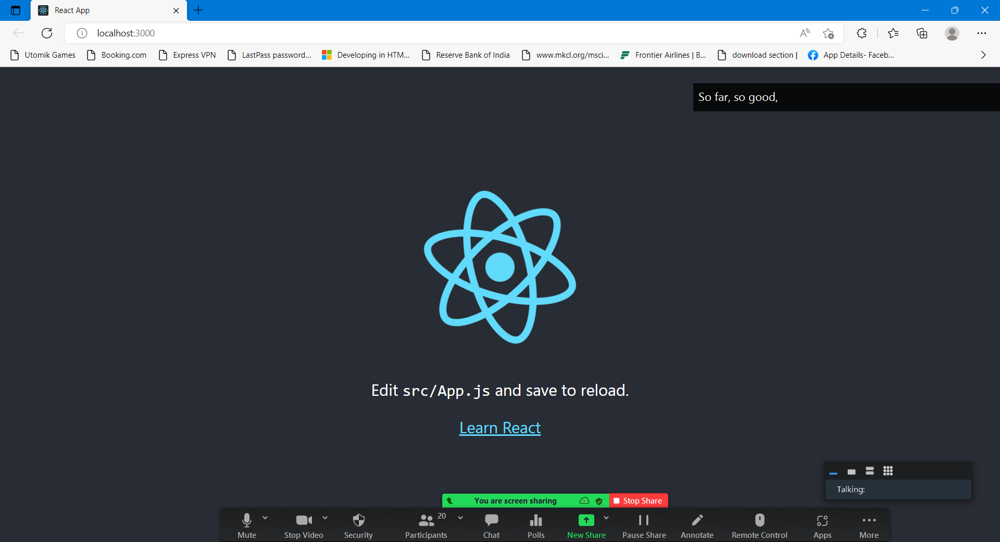 React App
localhost:3000
Utomik Games Booking.com Express VPN LastPass password... Developing in HTM... Reserve Bank of India www.mkcl.org/msci... Frontier Airlines | B... download section | App Details- Faceb...
So far, so good,
Edit src/App.js and save to reload.
Learn React
Talking:
You are screen sharing Stop Share
20
Mute Stop Video Security Participants Chat Polls New Share Pause Share Annotate Remote Control Apps More